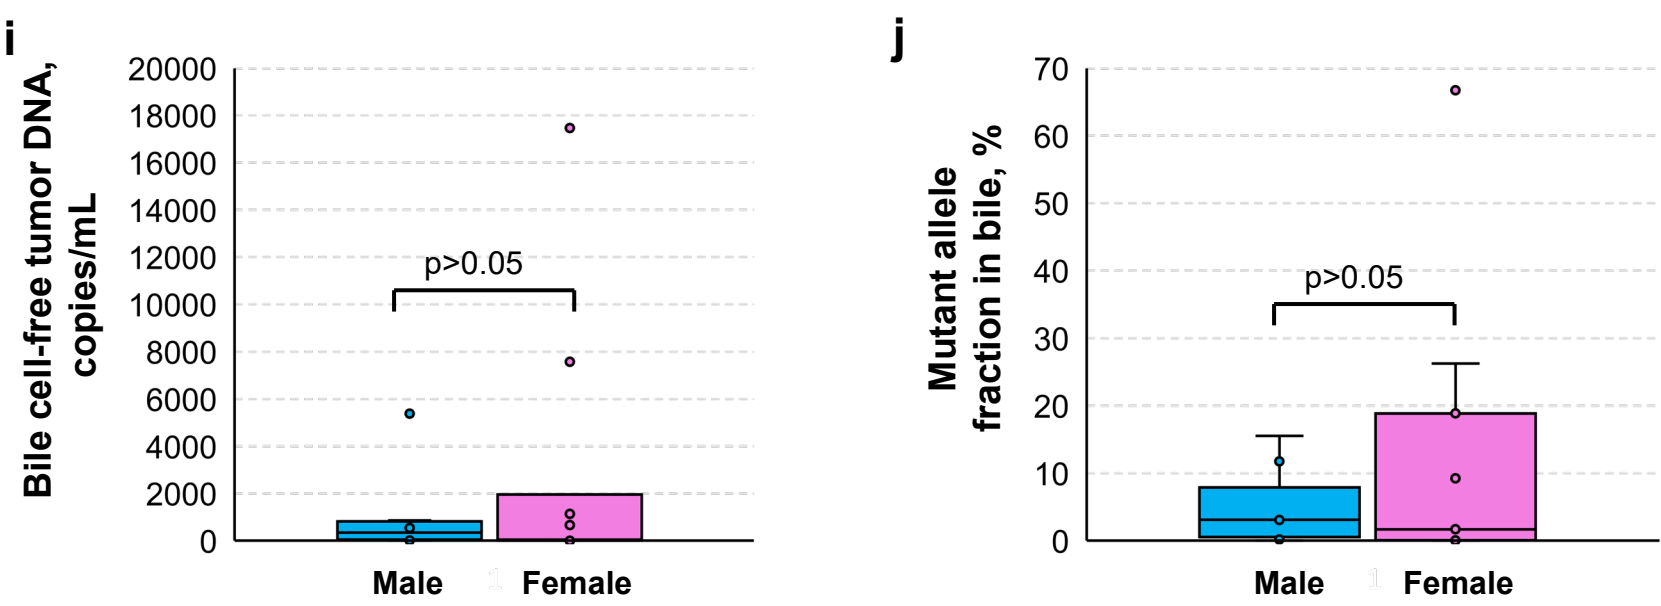 i
Bile cell-free tumor DNA,
copies/mL
20000
18000
16000
14000
12000
10000
8000
6000
4000
2000
0
p>0.05
Male
1
Female
j
Mutant allele
fraction in bile, %
70
60
50
40
30
20
10
0
p>0.05
Male
1
Female